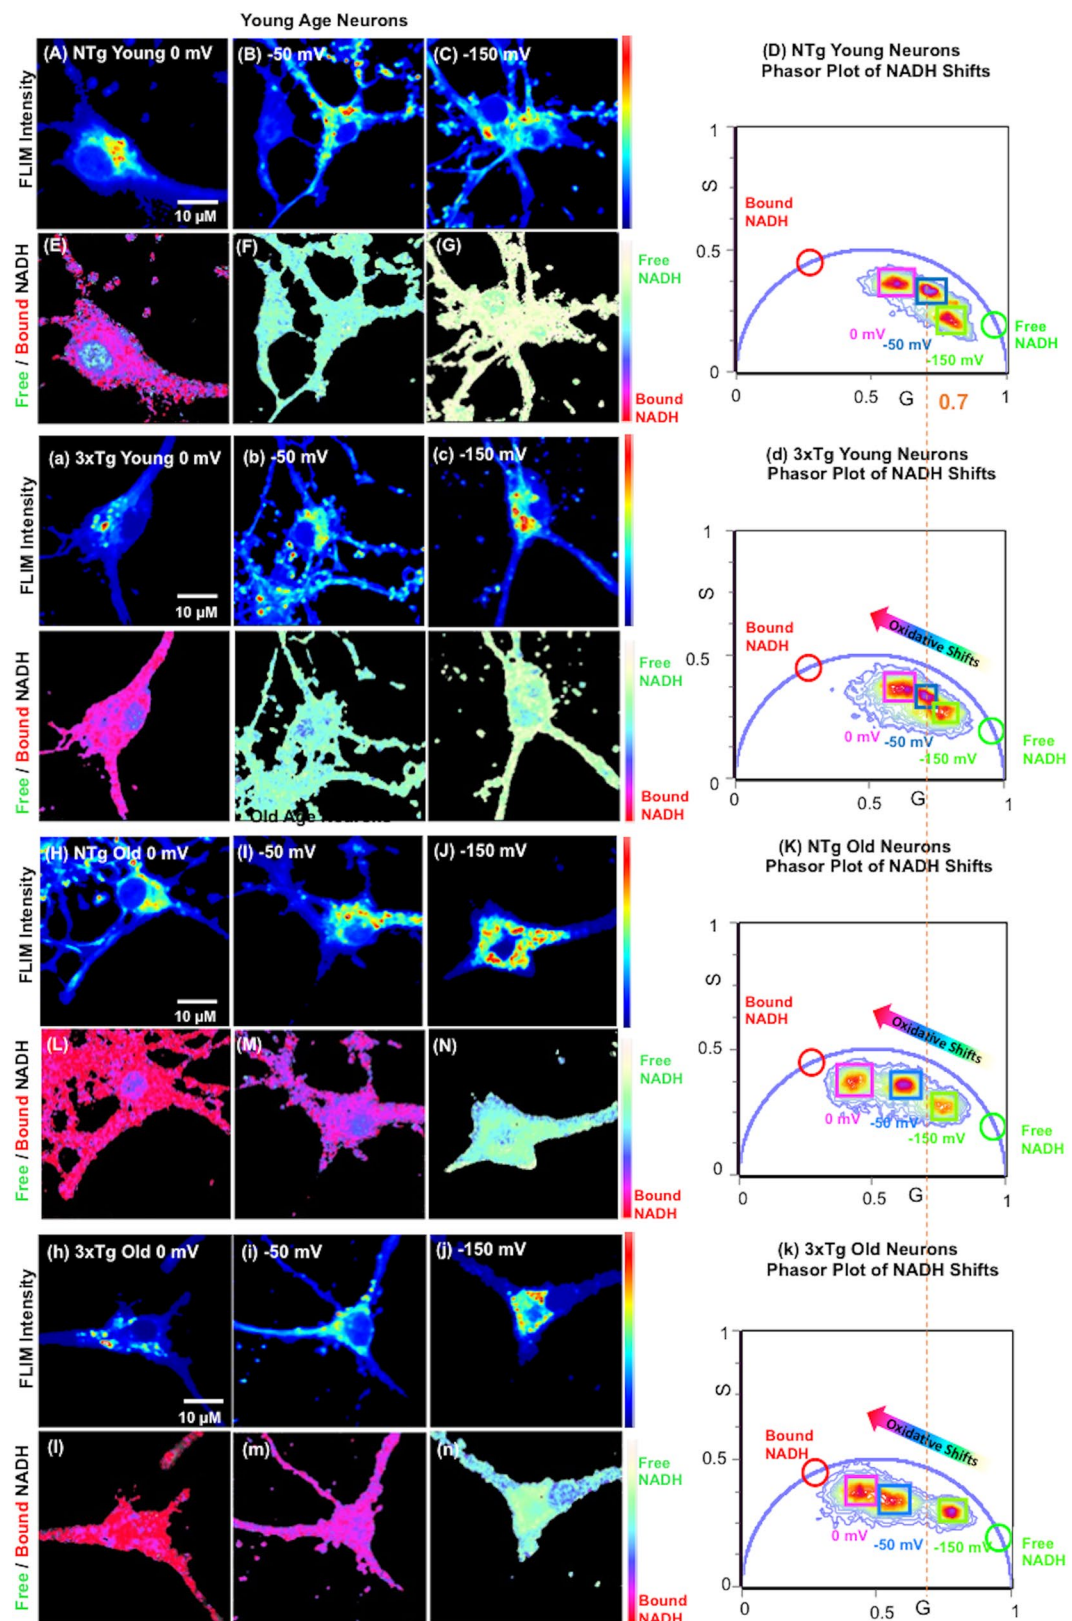 Young Age Neurons
FLIM Intensity
(A) NTg Young 0 mV
(B) -50 mV
(C) -150 mV
10 µM
(D) NTg Young Neurons
Phasor Plot of NADH Shifts
1
S
Bound
NADH
0.5
0 mV
-50 mV
-150 mV
Free
NADH
0
0
0.5
G
0.7
1
Free / Bound NADH
(E)
(F)
(G)
Free
NADH
Bound
NADH
FLIM Intensity
(a) 3xTg Young 0 mV
(b) -50 mV
(c) -150 mV
10 µM
(d) 3xTg Young Neurons
Phasor Plot of NADH Shifts
1
S
Bound
NADH
Oxidative Shifts
0.5
0 mV
-50 mV
-150 mV
Free
NADH
0
0
0.5
G
1
Free / Bound NADH
Free
NADH
Bound
NADH
Old Age Neurons
FLIM Intensity
(H) NTg Old 0 mV
(I) -50 mV
(J) -150 mV
10 µM
(K) NTg Old Neurons
Phasor Plot of NADH Shifts
1
S
Bound
NADH
Oxidative Shifts
0.5
0 mV
-50 mV
-150 mV
Free
NADH
0
0
0.5
G
1
Free / Bound NADH
(L)
(M)
(N)
Free
NADH
Bound
NADH
FLIM Intensity
(h) 3xTg Old 0 mV
(i) -50 mV
(j) -150 mV
10 µM
(k) 3xTg Old Neurons
Phasor Plot of NADH Shifts
1
S
Bound
NADH
Oxidative Shifts
0.5
0 mV
-50 mV
-150 mV
Free
NADH
0
0
0.5
G
1
Free / Bound NADH
(l)
(m)
(n)
Free
NADH
Bound
NADH